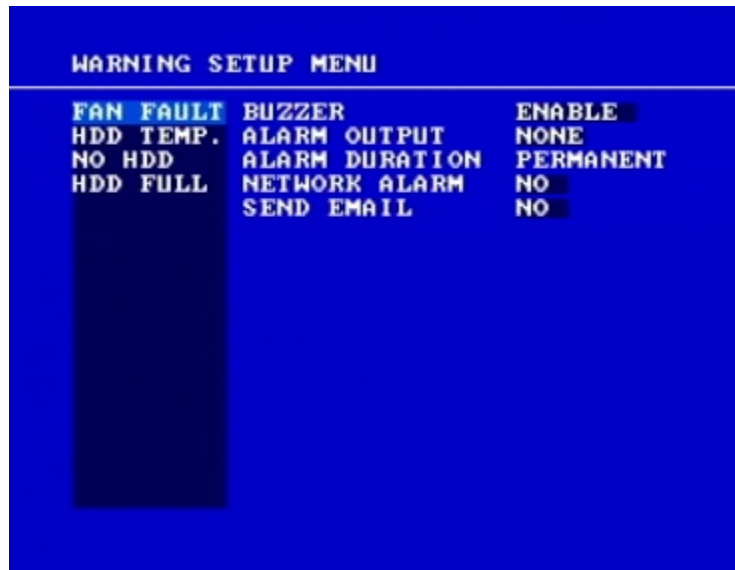 WARNING SETUP MENU
FAN FAULT BUZZER ENABLE
HDD TEMP. ALARM OUTPUT NONE
NO HDD ALARM DURATION PERMANENT
HDD FULL NETWORK ALARM NO
SEND EMAIL NO